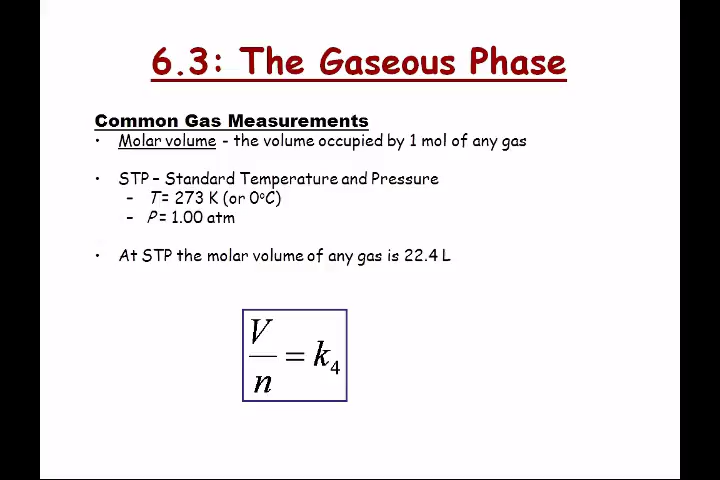 6.3: The Gaseous Phase
Common Gas Measurements
• Molar volume - the volume occupied by 1 mol of any gas
• STP – Standard Temperature and Pressure
– T = 273 K (or 0°C)
– P = 1.00 atm
• At STP the molar volume of any gas is 22.4 L
V/n = k₄